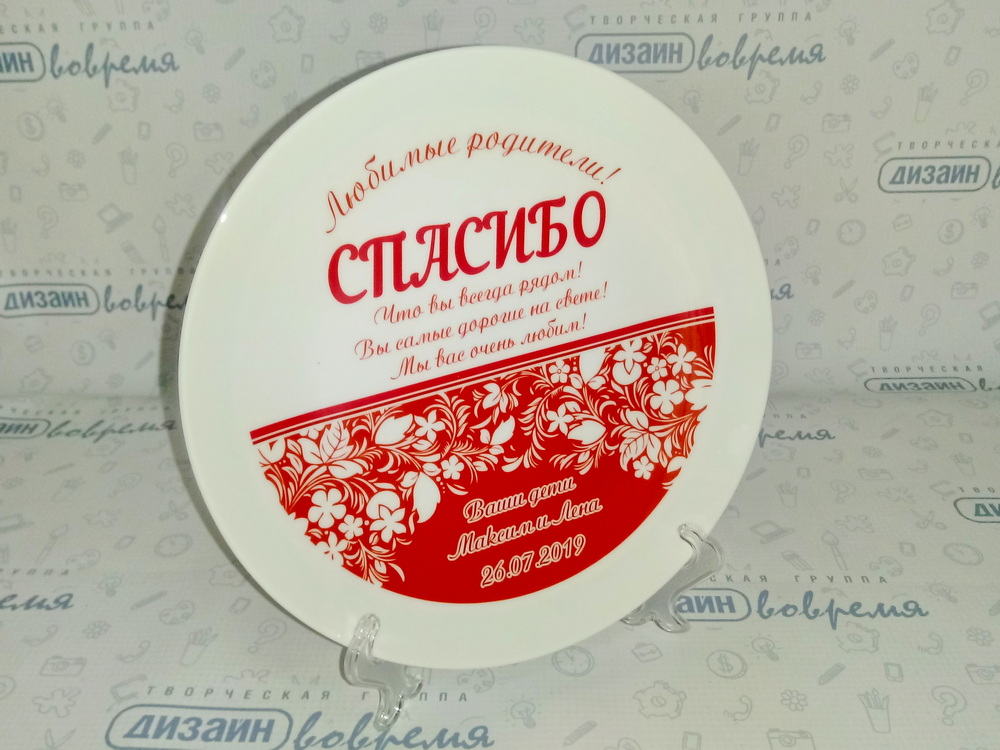 Любимые родители!
СПАСИБО
Что вы всегда рядом!
Вы самые дорогие на свете!
Мы вас очень любим!
Ваши дети
Максим и Лена
26.07.2019
ТВОРЧЕСКАЯ ГРУППА
ДИЗАЙН вовремя